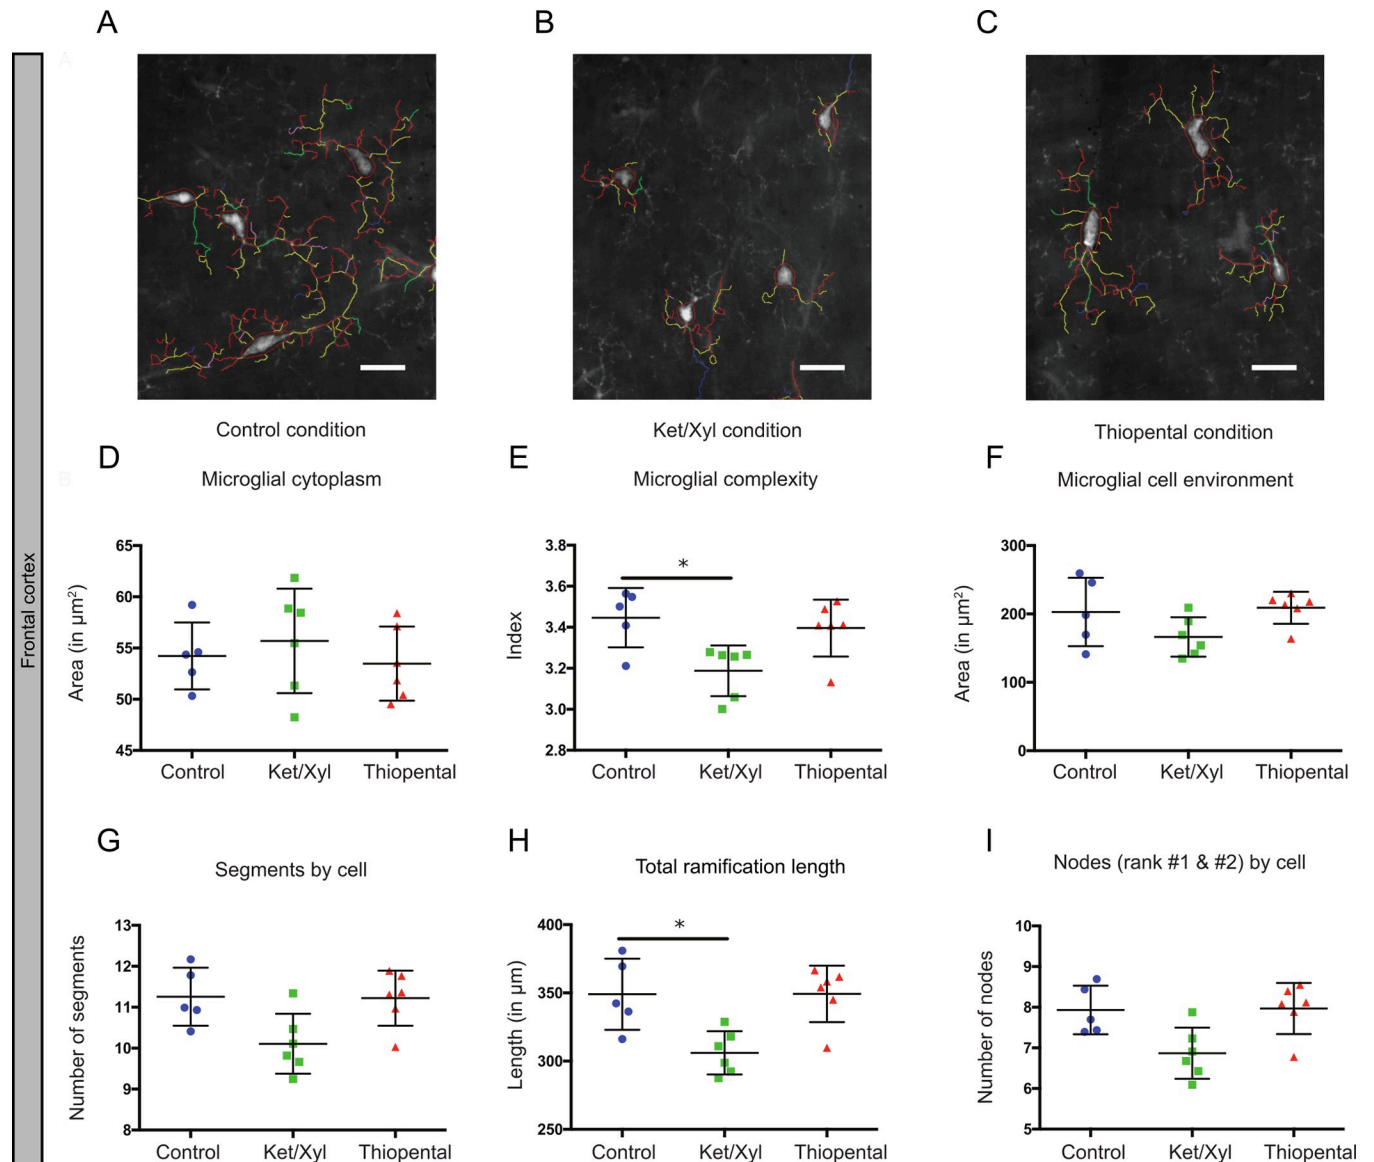 A
B
C
A
Frontal cortex
Control condition
Ket/Xyl condition
Thiopental condition
D
E
F
B
Microglial cytoplasm
Microglial complexity
Microglial cell environment
65
60
55
50
45
Area (in µm²)
Control
Ket/Xyl
Thiopental
3.8
3.6
3.4
3.2
3.0
2.8
Index
*
Control
Ket/Xyl
Thiopental
300
200
100
0
Area (in µm²)
Control
Ket/Xyl
Thiopental
G
H
I
Segments by cell
Total ramification length
Nodes (rank #1 & #2) by cell
13
12
11
10
9
8
Number of segments
Control
Ket/Xyl
Thiopental
400
350
300
250
Length (in µm)
*
Control
Ket/Xyl
Thiopental
10
9
8
7
6
5
Number of nodes
Control
Ket/Xyl
Thiopental